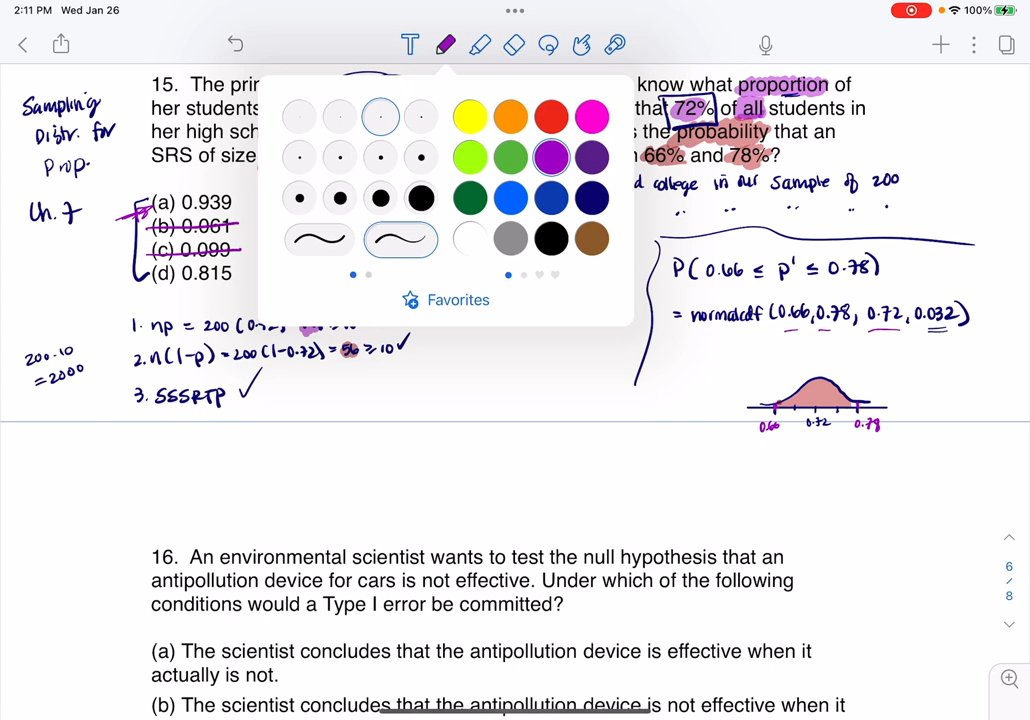 2:11 PM Wed Jan 26
100%
15. The prin know what proportion of
her students that 72% of all students in
her high sch the probability that an
SRS of size 66% and 78%?
Sampling
Distr. for
Prop.
Ch. 7
d college in our sample of 200
(a) 0.939
(b) 0.061
(c) 0.099
(d) 0.815
Favorites
P(0.66 ≤ p' ≤ 0.78)
= normalcdf (0.66, 0.78, 0.72, 0.032)
1. np = 200 (0.72)
2. n(1-p) = 200 (1-0.72) = 56 ≥ 10 ✓
3. SSSRTP ✓
200·10
= 2000
0.66 0.72 0.78
16. An environmental scientist wants to test the null hypothesis that an
antipollution device for cars is not effective. Under which of the following
conditions would a Type I error be committed?
(a) The scientist concludes that the antipollution device is effective when it
actually is not.
(b) The scientist concludes that the antipollution device is not effective when it
6
/
8